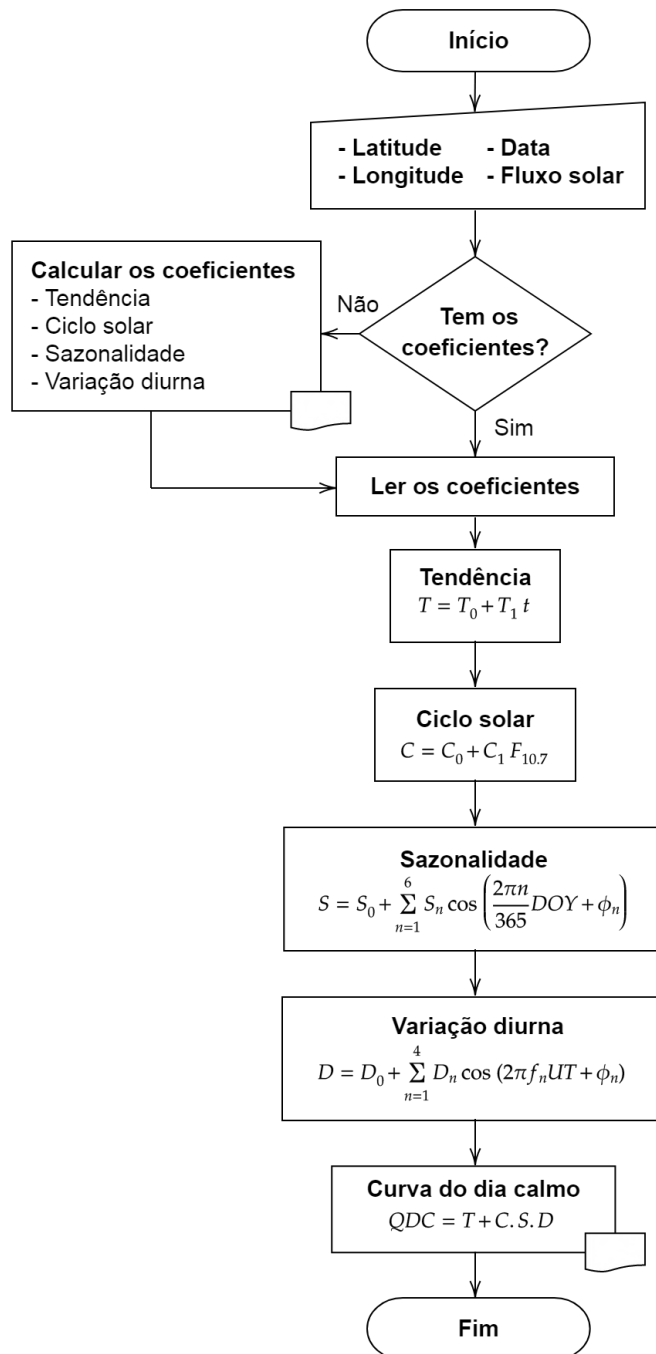 Início
- Latitude - Data
- Longitude - Fluxo solar
Tem os
coeficientes?
Não
Calcular os coeficientes
- Tendência
- Ciclo solar
- Sazonalidade
- Variação diurna
Sim
Ler os coeficientes
Tendência
T = T₀ + T₁ t
Ciclo solar
C = C₀ + C₁ F₁₀.₇
Sazonalidade
S = S₀ + ∑_{n=1}^{6} Sₙ cos (2πn/365 DOY + ϕₙ)
Variação diurna
D = D₀ + ∑_{n=1}^{4} Dₙ cos (2πfₙUT + ϕₙ)
Curva do dia calmo
QDC = T + C.S.D
Fim